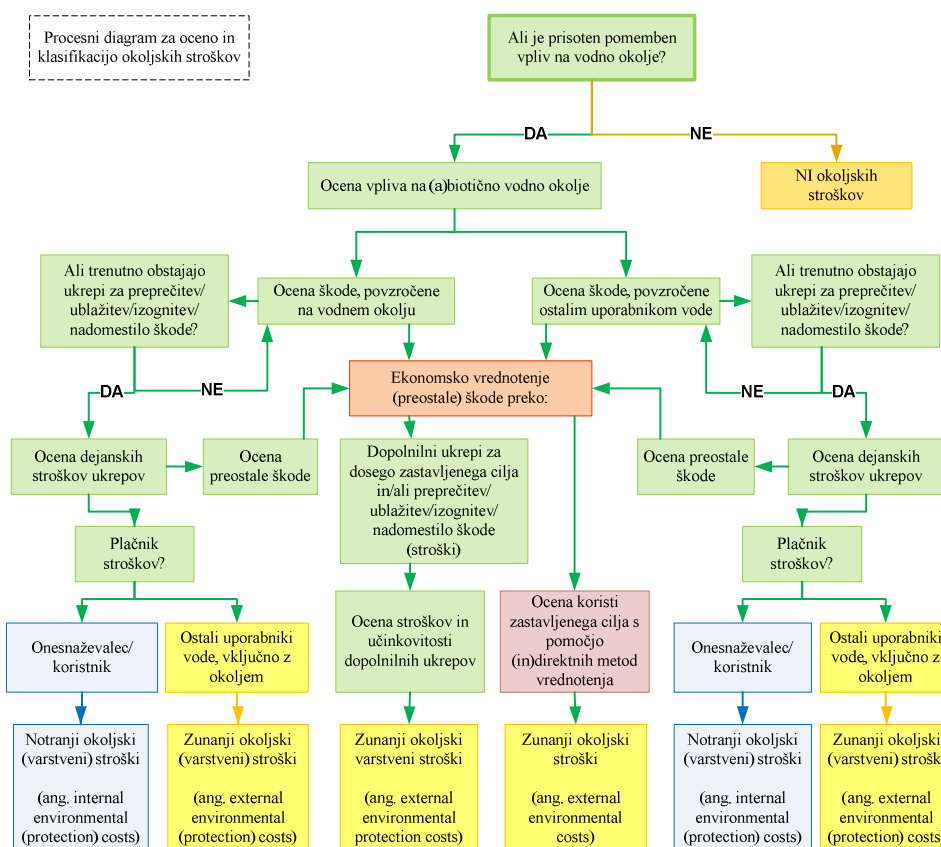 Procesni diagram za oceno in
klasifikacijo okoljskih stroškov
Ali je prisoten pomemben
vpliv na vodno okolje?
DA
NE
Ocena vpliva na (a)biotično vodno okolje
NI okoljskih
stroškov
Ali trenutno obstajajo
ukrepi za preprečitev/
ublažitev/izognitev/
nadomestilo škode?
Ocena škode, povzročene
na vodnem okolju
Ocena škode, povzročene
ostalim uporabnikom vode
Ali trenutno obstajajo
ukrepi za preprečitev/
ublažitev/izognitev/
nadomestilo škode?
DA
NE
NE
DA
Ekonomsko vrednotenje
(preostale) škode preko:
Ocena dejanskih
stroškov ukrepov
Ocena
preostale škode
Dopolnilni ukrepi za
dosego zastavljenega cilja
in/ali preprečitev/
ublažitev/izognitev/
nadomestilo škode
(stroški)
Ocena preostale
škode
Ocena dejanskih
stroškov ukrepov
Plačnik
stroškov?
Plačnik
stroškov?
Onesnaževalec/
koristnik
Ostali uporabniki
vode, vključno z
okoljem
Ocena stroškov in
učinkovitosti
dopolnilnih ukrepov
Ocena koristi
zastavljenega cilja s
pomočjo
(in)direktnih metod
vrednotenja
Onesnaževalec/
koristnik
Ostali uporabniki
vode, vključno z
okoljem
Notranji okoljski
(varstveni) stroški
(ang. internal
environmental
(protection) costs)
Zunanji okoljski
(varstveni) stroški
(ang. external
environmental
(protection) costs)
Zunanji okoljski
varstveni stroški
(ang. external
environmental
protection costs)
Zunanji okoljski
stroški
(ang. external
environmental
costs)
Notranji okoljski
(varstveni) stroški
(ang. internal
environmental
(protection) costs)
Zunanji okoljski
(varstveni) stroški
(ang. external
environmental
(protection) costs)